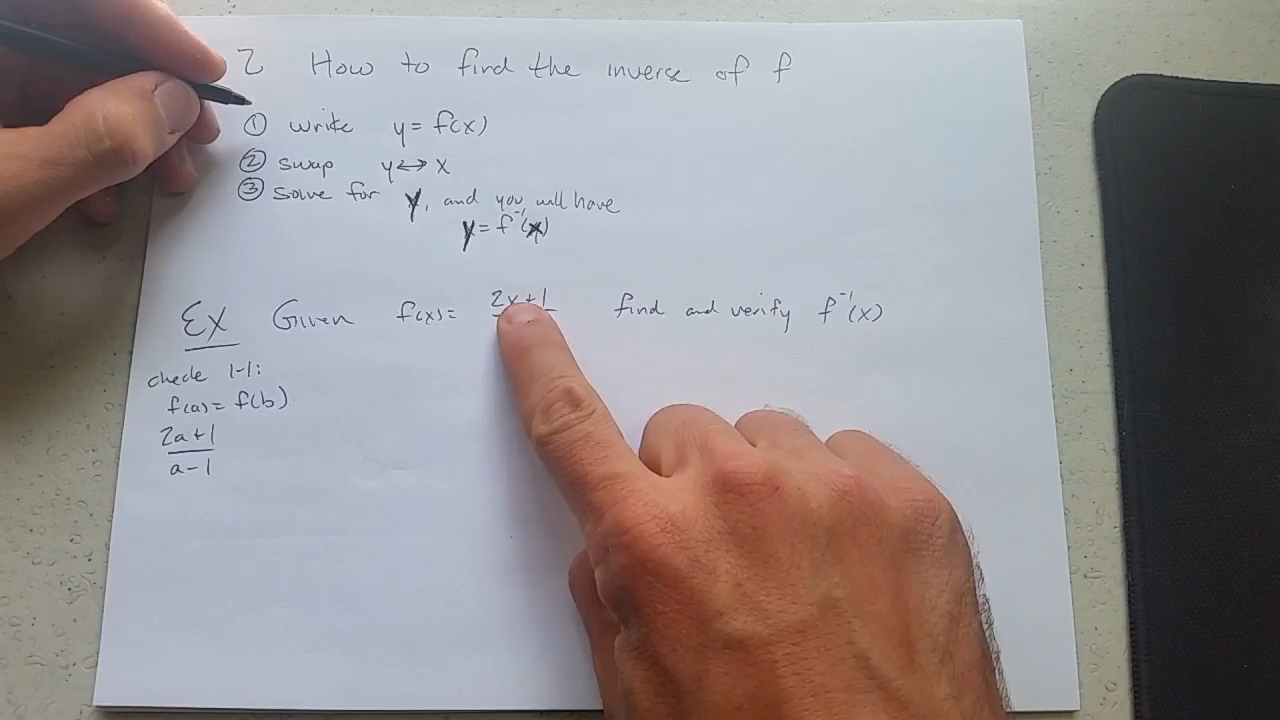 2 How to find the inverse of f
① write y = f(x)
② swap y ↔ x
③ solve for y, and you will have
y = f⁻¹(x)
Ex Given f(x) = 2x+1 find and verify f⁻¹(x)
check 1-1:
f(a) = f(b)
2a+1
a-1